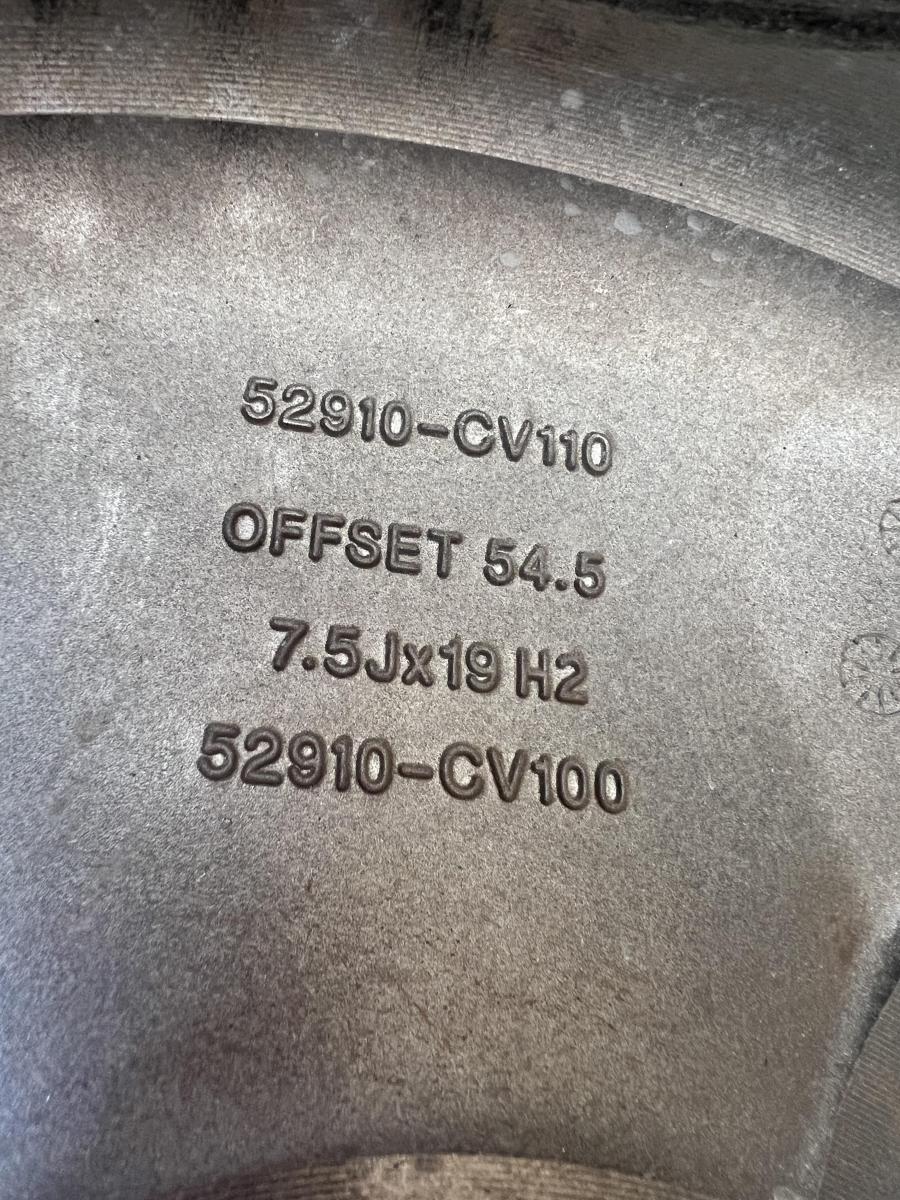 52910-CV110
OFFSET 54.5
7.5Jx19 H2
52910-CV100